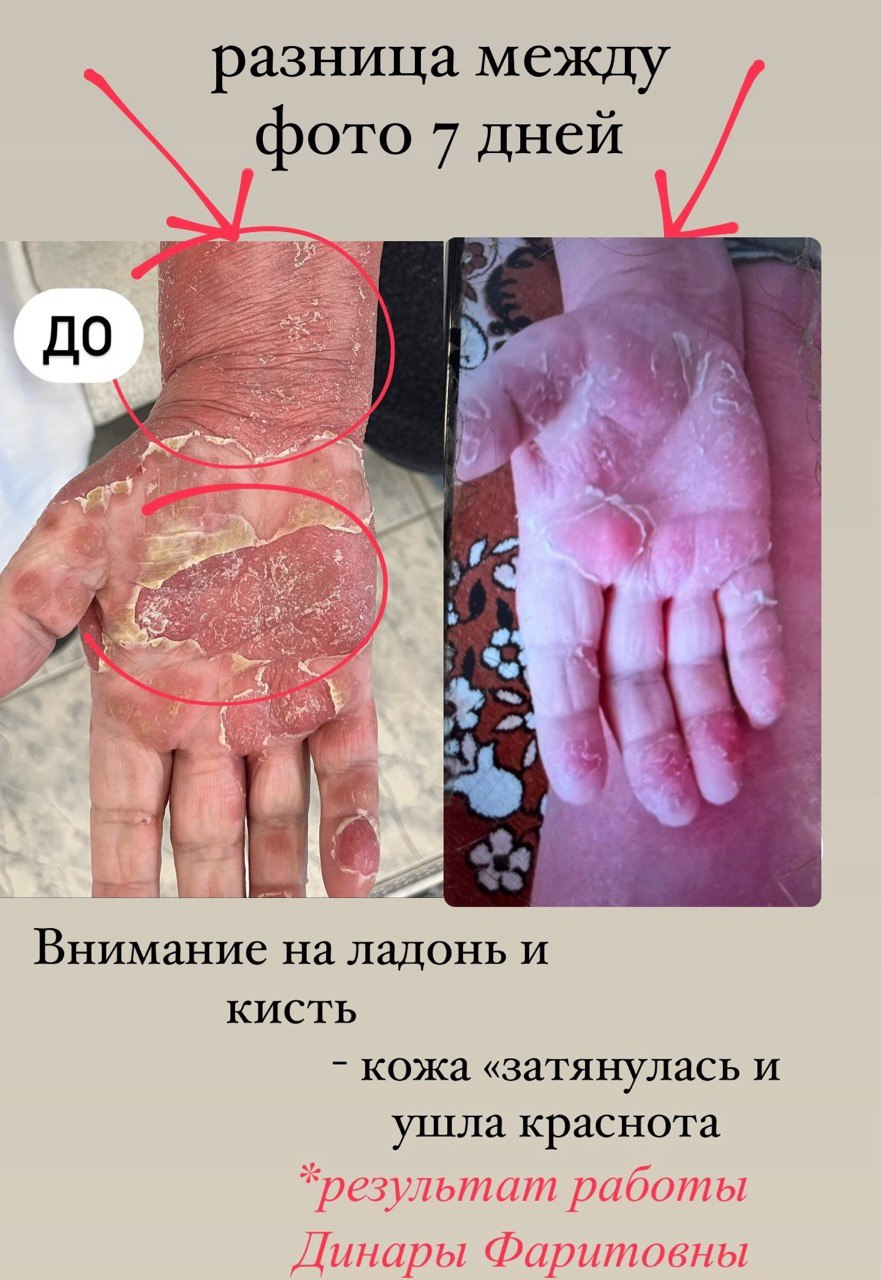 разница между
фото 7 дней
ДО
Внимание на ладонь и
кисть
- кожа «затянулась и
ушла краснота
*результат работы
Динары Фаритовны